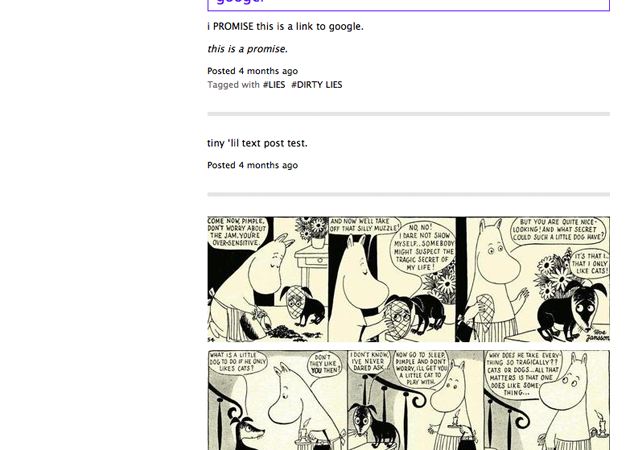 i PROMISE this is a link to google.
this is a promise.
Posted 4 months ago
Tagged with #LIES #DIRTY LIES
tiny 'lil text post test.
Posted 4 months ago
COME NOW, PIMPLE,
DON'T WORRY ABOUT
THE JAM. YOU'RE
OVER-SENSITIVE.
AND NOW WE'LL TAKE
OFF THAT SILLY MUZZLE!
NO, NO!
I DARE NOT SHOW
MYSELF...SOMEBODY
MIGHT SUSPECT THE
TRAGIC SECRET OF
MY LIFE!
BUT YOU ARE QUITE NICE-
LOOKING! AND WHAT SECRET
COULD SUCH A LITTLE DOG HAVE?
IT'S THAT I..
THAT I ONLY
LIKE CATS!
Tove
Jansson
WHAT IS A LITTLE
DOG TO DO IF HE ONLY
LIKES CATS?
DON'T
THEY LIKE
YOU THEN?
I DON'T KNOW,
I'VE NEVER
DARED ASK...
NOW GO TO SLEEP,
PIMPLE AND DON'T
WORRY, I'LL GET YOU
A LITTLE CAT TO
PLAY WITH.
WHY DOES HE TAKE EVERY
THING SO TRAGICALLY??
CATS OR DOGS...ALL THAT
MATTERS IS THAT ONE
DOES LIKE SOME
THING...